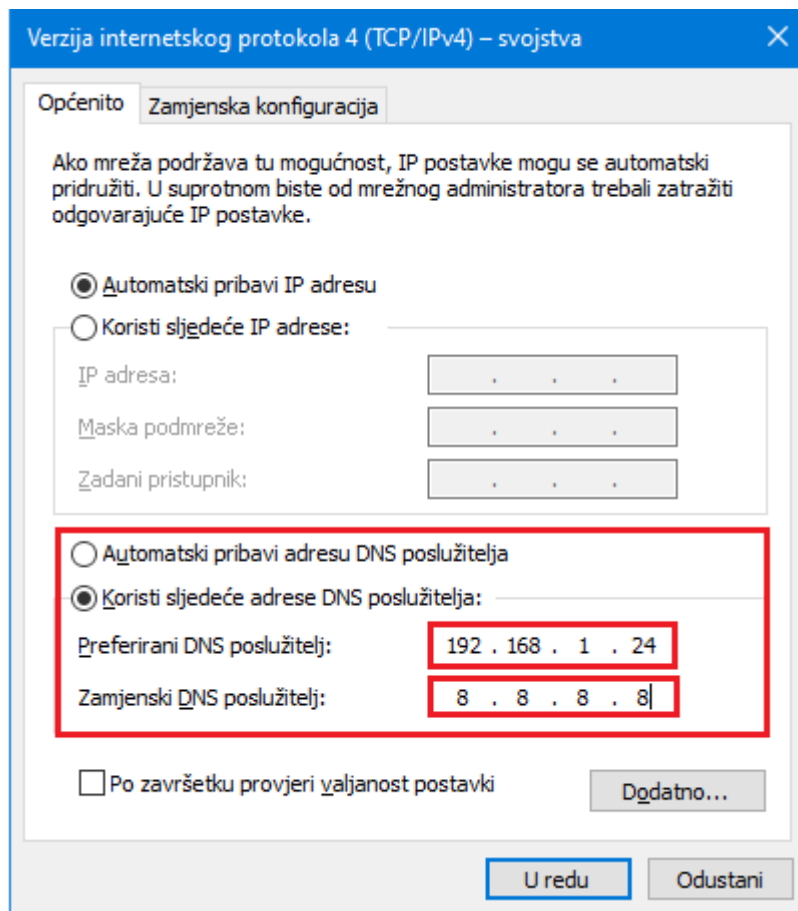 Verzija internetskog protokola 4 (TCP/IPv4) – svojstva
Općenito
Zamjenska konfiguracija
Ako mreža podržava tu mogućnost, IP postavke mogu se automatski
pridružiti. U suprotnom biste od mrežnog administratora trebali zatražiti
odgovarajuće IP postavke.
Automatski pribavi IP adresu
Koristi sljedeće IP adrese:
IP adresa:
Maska podmreže:
Zadani pristupnik:
Automatski pribavi adresu DNS poslužitelja
Koristi sljedeće adrese DNS poslužitelja:
Preferirani DNS poslužitelj: 192 . 168 . 1 . 24
Zamjenski DNS poslužitelj: 8 . 8 . 8 . 8
Po završetku provjeri valjanost postavki
Dodatno...
U redu
Odustani